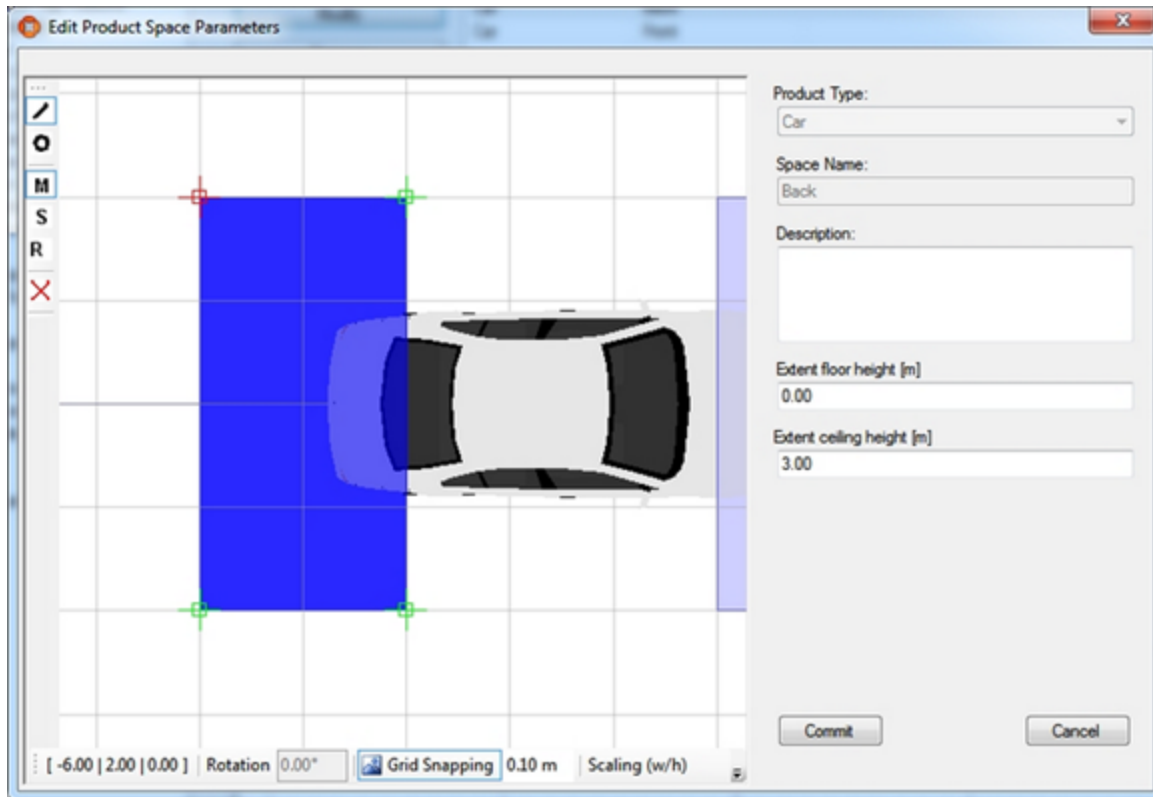 Edit Product Space Parameters
Product Type:
Car
Space Name:
Back
Description:
Extent floor height [m]
0.00
Extent ceiling height [m]
3.00
M
S
R
Commit
Cancel
[ -6.00 | 2.00 | 0.00 ] Rotation 0.00° Grid Snapping 0.10 m Scaling (w/h)